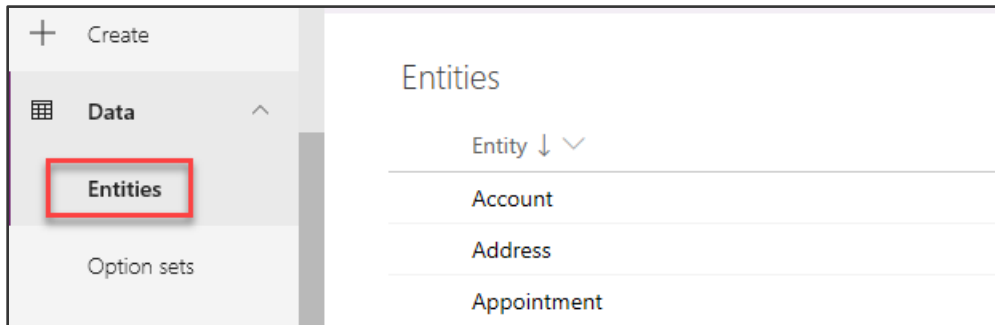 Create
Data
Entities
Option sets
Entities
Entity ↓
Account
Address
Appointment